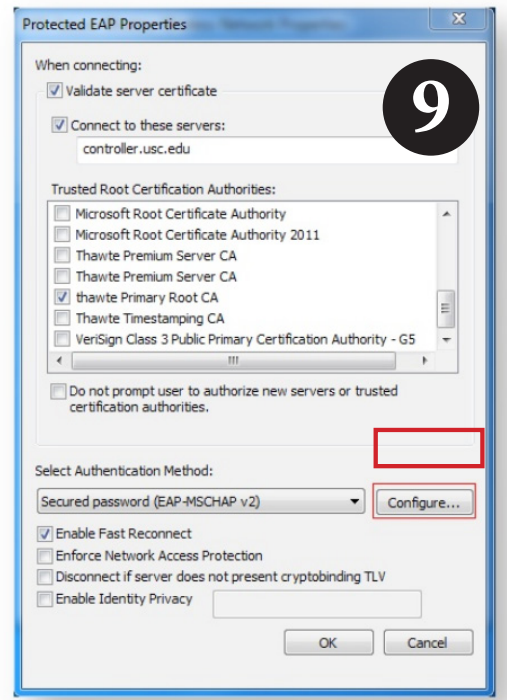 Protected EAP Properties
When connecting:
Validate server certificate
9
Connect to these servers:
controller.usc.edu
Trusted Root Certification Authorities:
Microsoft Root Certificate Authority
Microsoft Root Certificate Authority 2011
Thawte Premium Server CA
Thawte Premium Server CA
thawte Primary Root CA
Thawte Timestamping CA
VeriSign Class 3 Public Primary Certification Authority - G5
Do not prompt user to authorize new servers or trusted
certification authorities.
Select Authentication Method:
Secured password (EAP-MSCHAP v2)
Configure...
Enable Fast Reconnect
Enforce Network Access Protection
Disconnect if server does not present cryptobinding TLV
Enable Identity Privacy
OK
Cancel